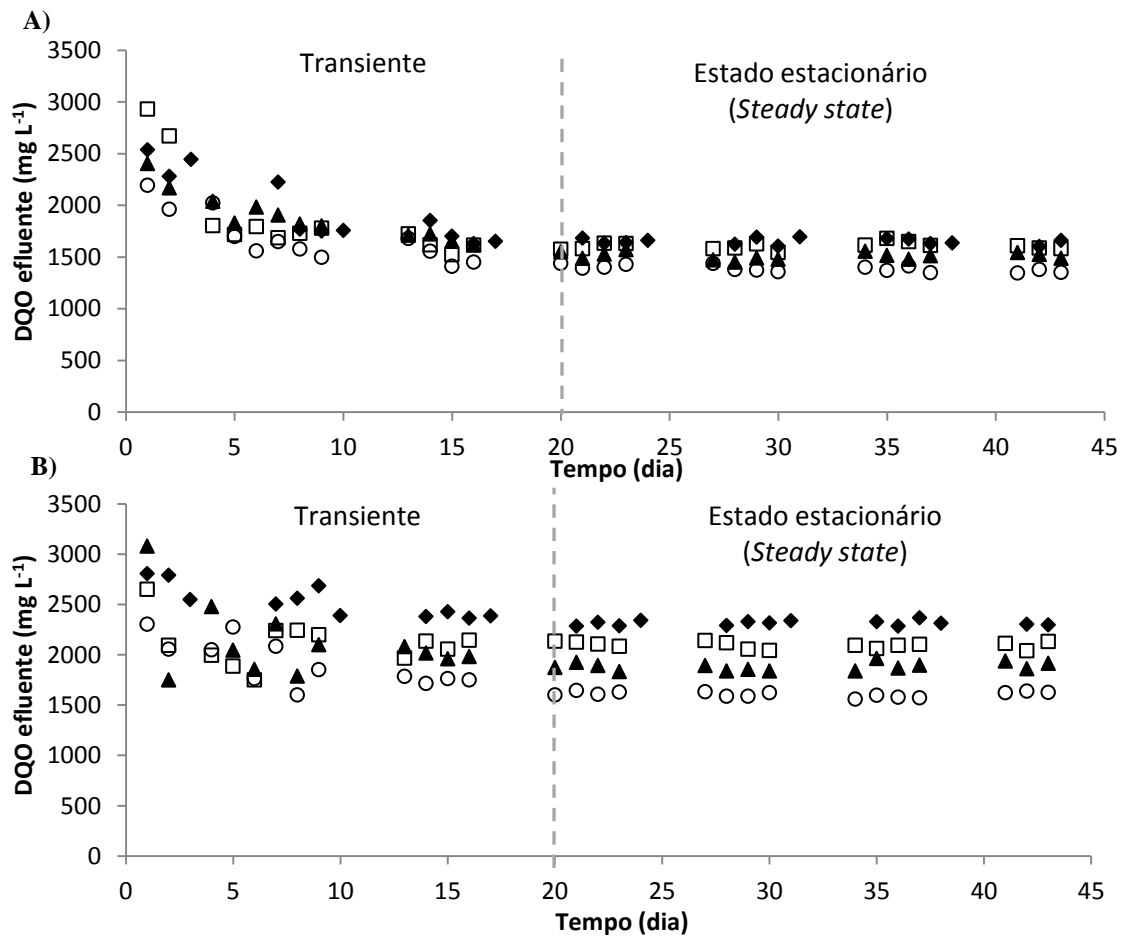 A)
3500
3000
2500
2000
1500
1000
500
0
DQO efluente (mg L⁻¹)
Transiente
Estado estacionário
(Steady state)
0 5 10 15 20 25 30 35 40 45
Tempo (dia)
B)
3500
3000
2500
2000
1500
1000
500
0
DQO efluente (mg L⁻¹)
Transiente
Estado estacionário
(Steady state)
0 5 10 15 20 25 30 35 40 45
Tempo (dia)